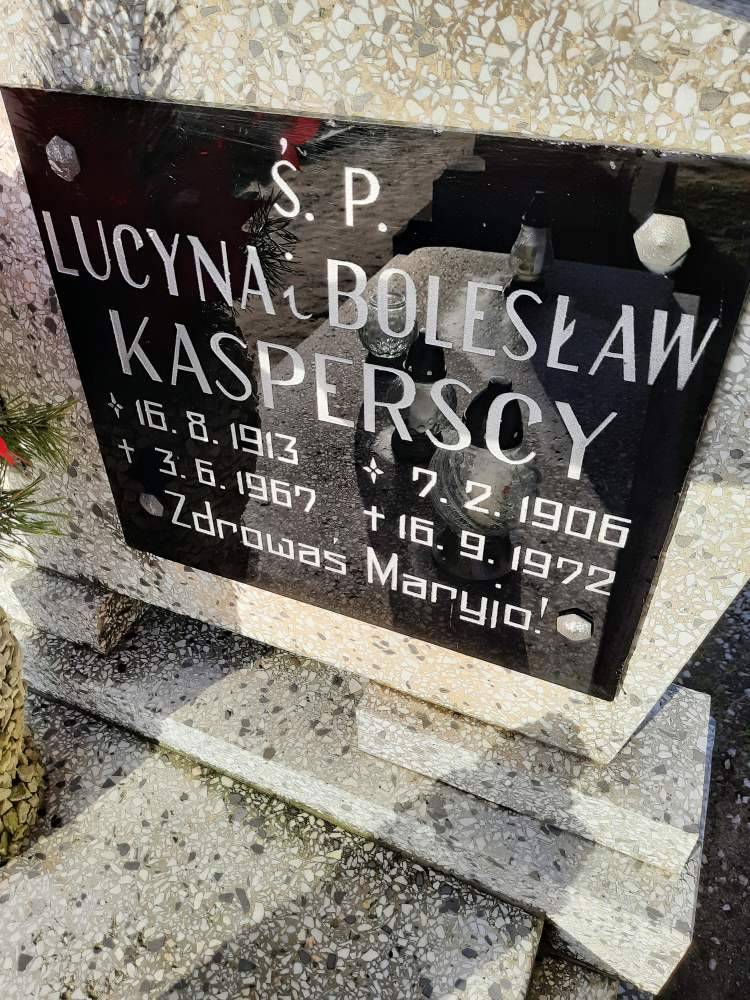 Ś. P.
LUCYNA i BOLESŁAW
KASPERSCY
✧ 16. 8. 1913 ✧ 7. 2. 1906
✝ 3. 6. 1967 ✝ 16. 9. 1972
Zdrowaś Maryjo!